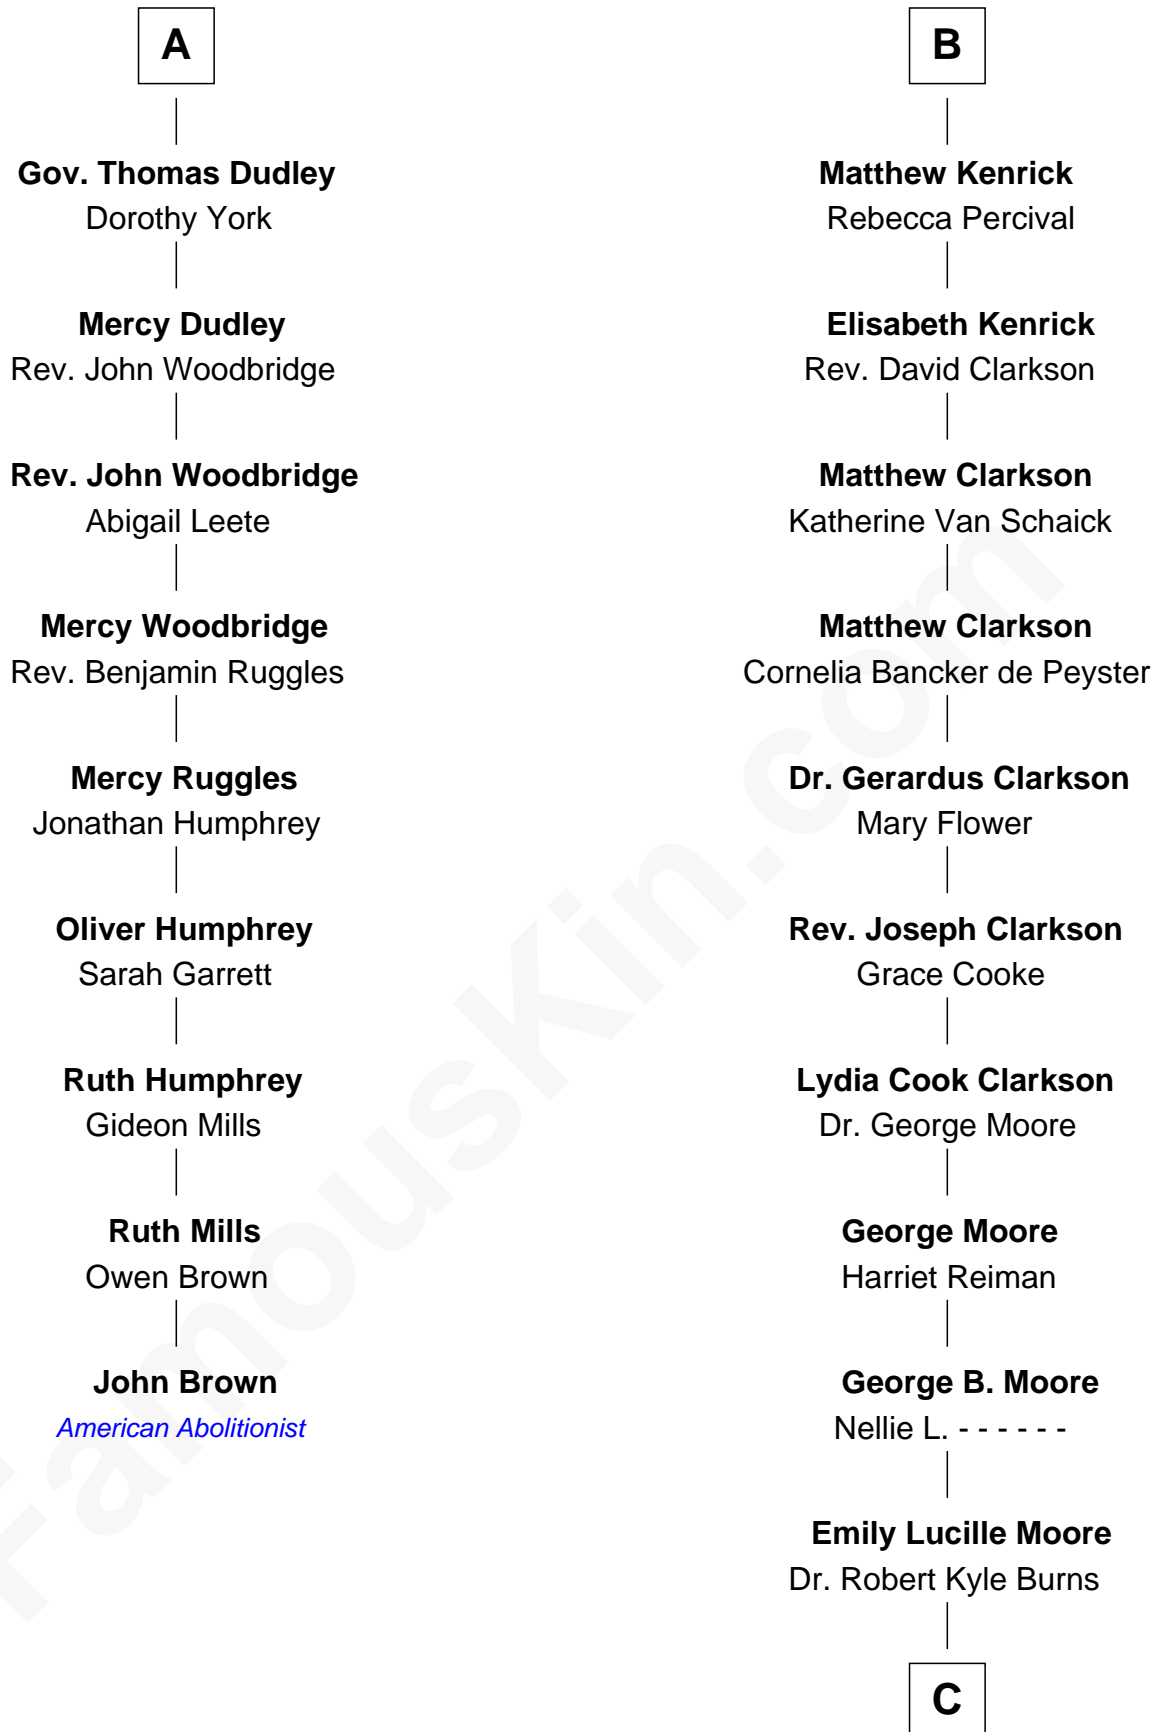 A
Gov. Thomas Dudley
Dorothy York
Mercy Dudley
Rev. John Woodbridge
Rev. John Woodbridge
Abigail Leete
Mercy Woodbridge
Rev. Benjamin Ruggles
Mercy Ruggles
Jonathan Humphrey
Oliver Humphrey
Sarah Garrett
Ruth Humphrey
Gideon Mills
Ruth Mills
Owen Brown
John Brown
American Abolitionist
B
Matthew Kenrick
Rebecca Percival
Elisabeth Kenrick
Rev. David Clarkson
Matthew Clarkson
Katherine Van Schaick
Matthew Clarkson
Cornelia Bancker de Peyster
Dr. Gerardus Clarkson
Mary Flower
Rev. Joseph Clarkson
Grace Cooke
Lydia Cook Clarkson
Dr. George Moore
George Moore
Harriet Reiman
George B. Moore
Nellie L. - - - - - -
Emily Lucille Moore
Dr. Robert Kyle Burns
C
FamousKin.com